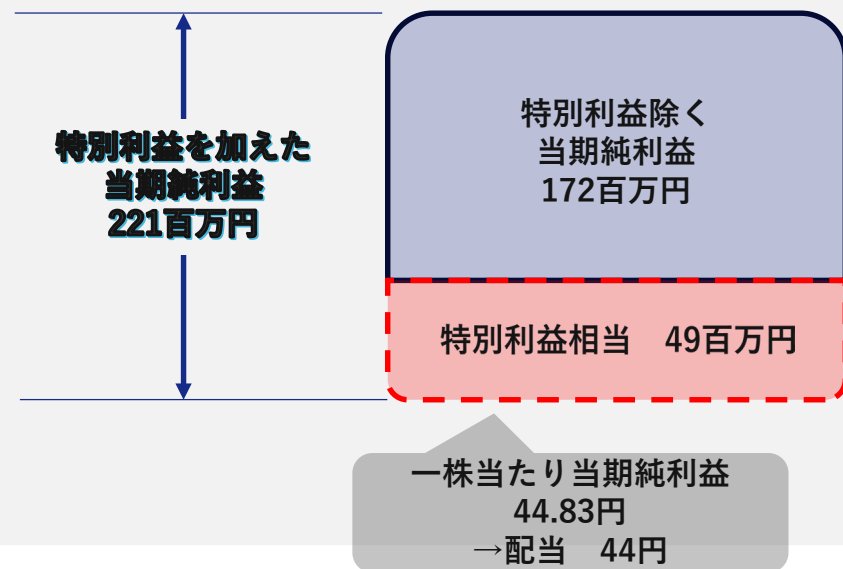 特別利益を加えた
当期純利益
221百万円
特別利益除く
当期純利益
172百万円
特別利益相当　49百万円
一株当たり当期純利益
44.83円
→配当　44円